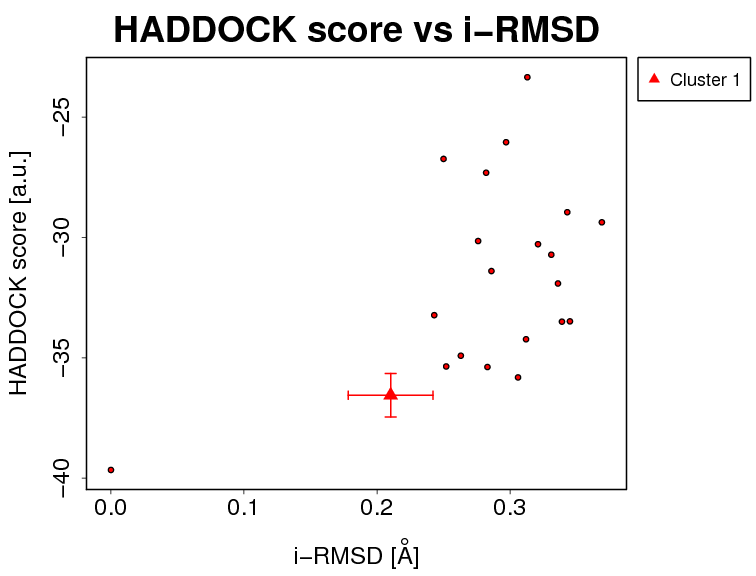 HADDOCK score vs i−RMSD
Cluster 1
HADDOCK score [a.u.]
−25
−30
−35
−40
0.0 0.1 0.2 0.3
i−RMSD [Å]